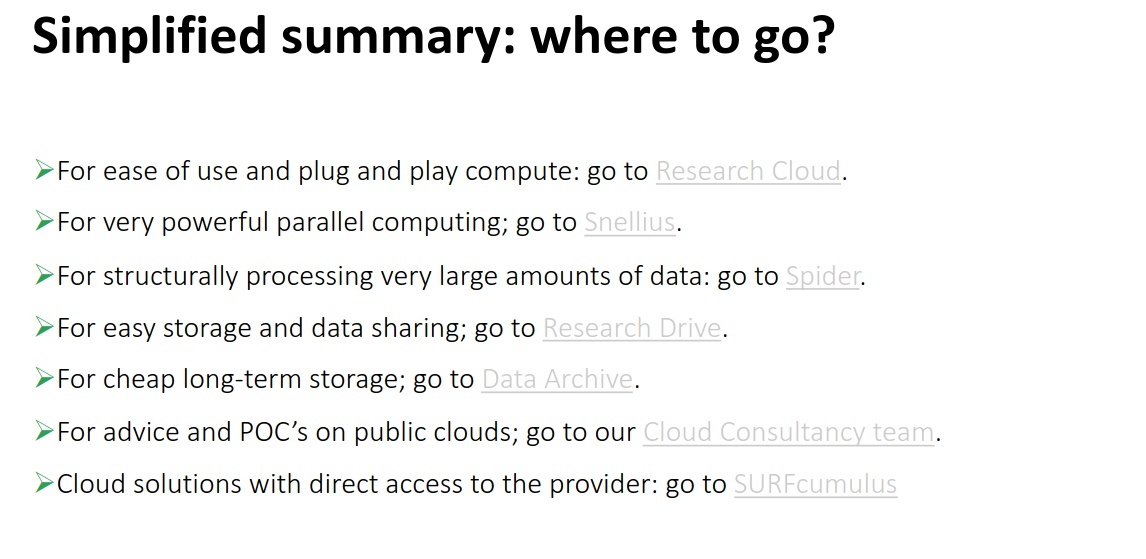 Simplified summary: where to go?
For ease of use and plug and play compute: go to Research Cloud.
For very powerful parallel computing; go to Snellius.
For structurally processing very large amounts of data: go to Spider.
For easy storage and data sharing; go to Research Drive.
For cheap long-term storage; go to Data Archive.
For advice and POC’s on public clouds; go to our Cloud Consultancy team.
Cloud solutions with direct access to the provider: go to SURFcumulus